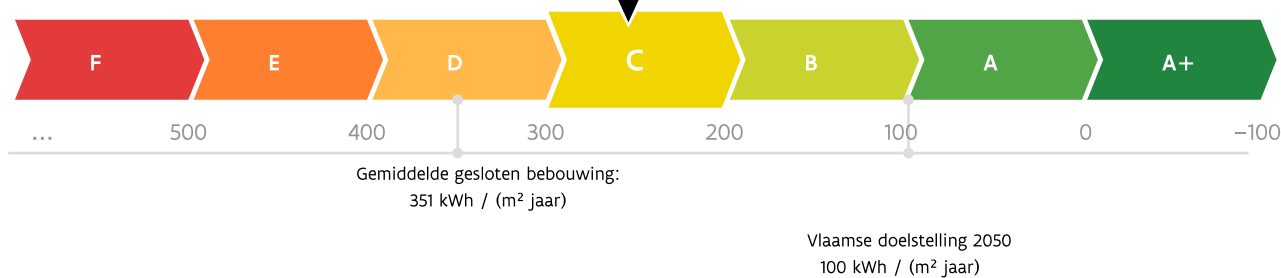 F E D C B A A+
... 500 400 300 200 100 0 −100
Gemiddelde gesloten bebouwing:
351 kWh / (m² jaar)
Vlaamse doelstelling 2050
100 kWh / (m² jaar)